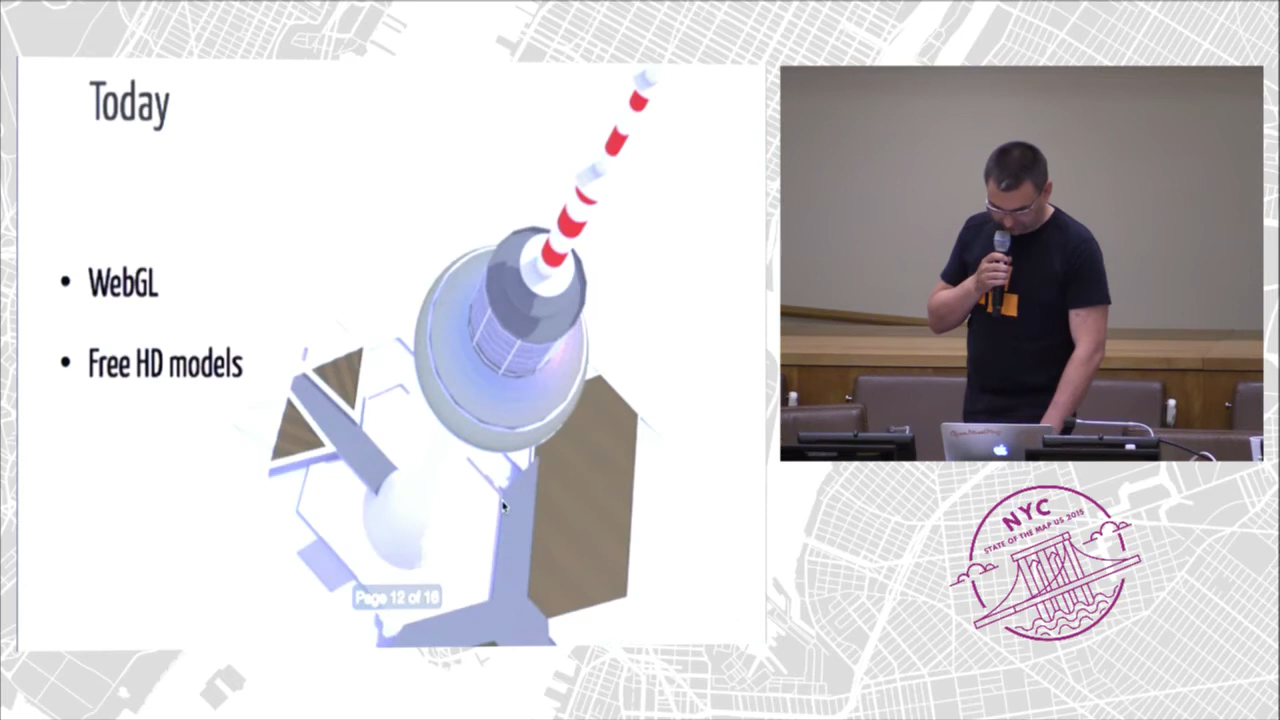 Today
• WebGL
• Free HD models
Page 12 of 16
NYC
STATE OF THE MAP US 2015